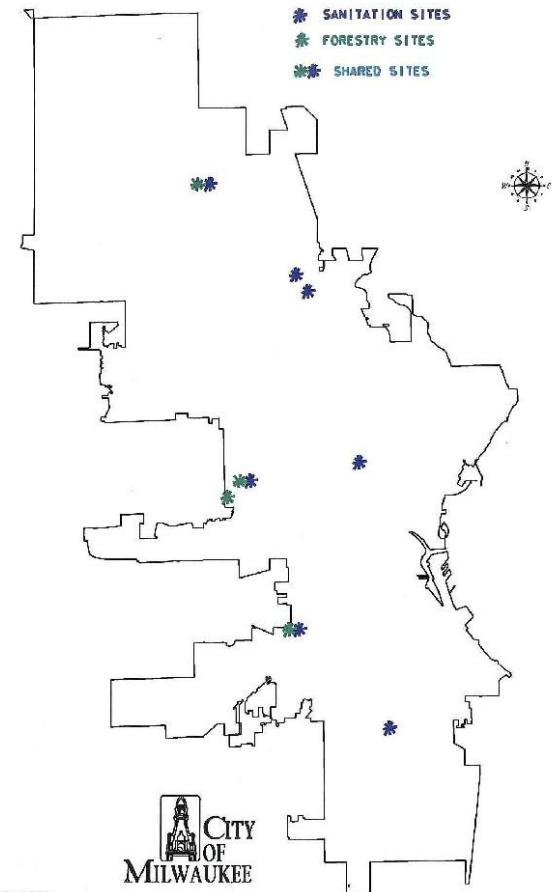 SANITATION SITES
FORESTRY SITES
SHARED SITES
N
W E
S
CITY
OF
MILWAUKEE